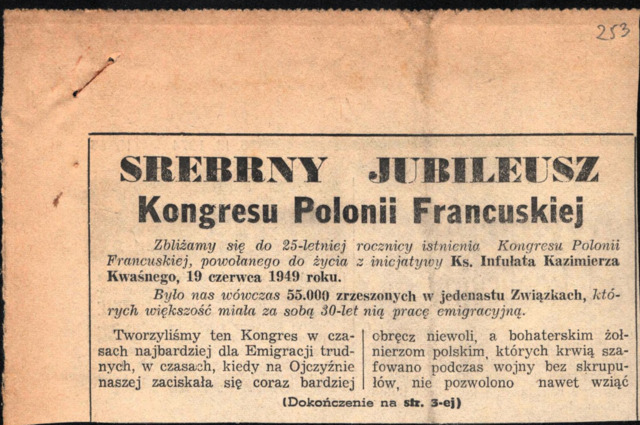 253
SREBRNY JUBILEUSZ
Kongresu Polonii Francuskiej
Zbliżamy się do 25-letniej rocznicy istnienia Kongresu Polonii
Francuskiej, powołanego do życia z inicjatywy Ks. Infułata Kazimierza
Kwaśnego, 19 czerwca 1949 roku.
Było nas wówczas 55.000 zrzeszonych w jedenastu Związkach, któ-
rych większość miała za sobą 30-let nią pracę emigracyjną.
Tworzyliśmy ten Kongres w cza-
sach najbardziej dla Emigracji trud-
nych, w czasach, kiedy na Ojczyźnie
naszej zaciskała się coraz bardziej
obręcz niewoli, a bohaterskim żoł-
nierzom polskim, których krwią sza-
fowano podczas wojny bez skrupu-
łów, nie pozwolono nawet wziąć
(Dokończenie na str. 3-ej)